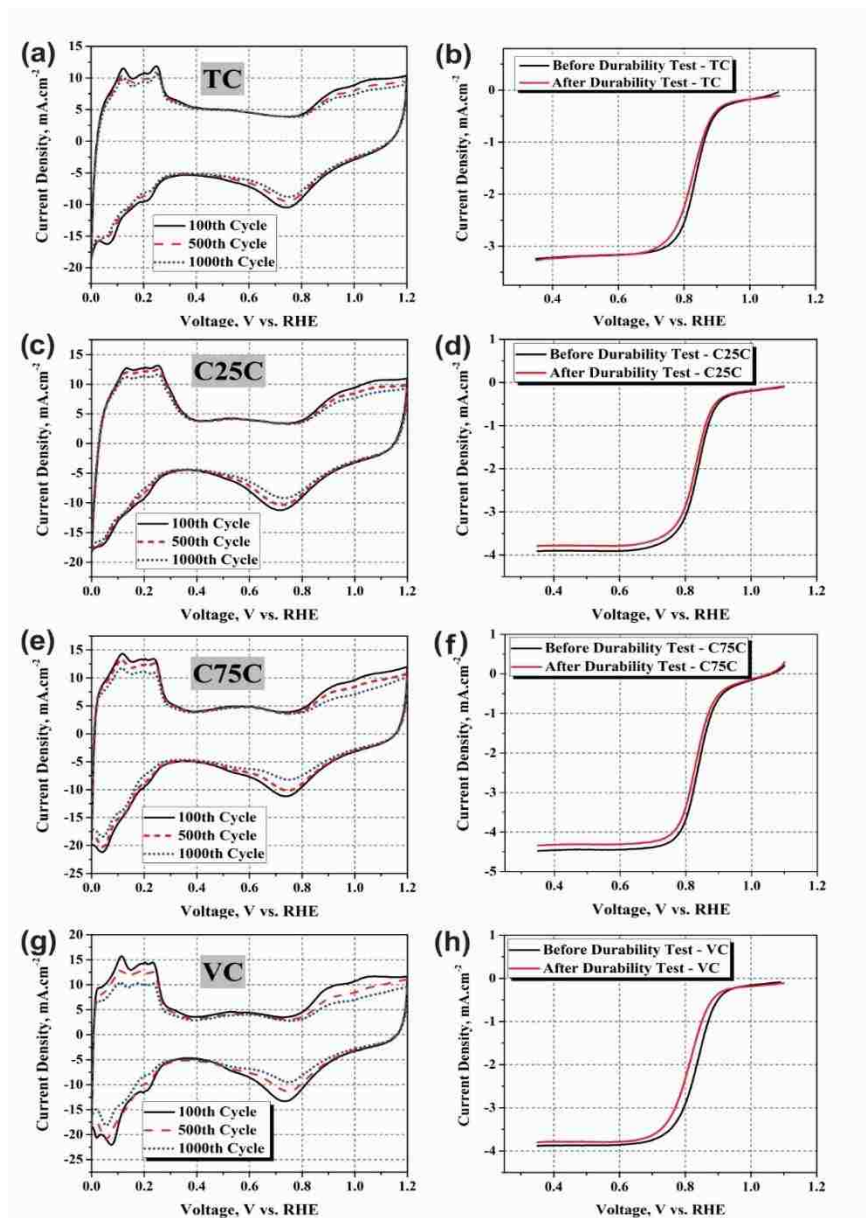 (a)
TC
Current Density, mA.cm⁻²
15
10
5
0
-5
-10
-15
-20
100th Cycle
500th Cycle
1000th Cycle
0.0 0.2 0.4 0.6 0.8 1.0 1.2
Voltage, V vs. RHE
(b)
Before Durability Test - TC
After Durability Test - TC
Current Density, mA.cm⁻²
0
-1
-2
-3
0.4 0.6 0.8 1.0 1.2
Voltage, V vs. RHE
(c)
C25C
Current Density, mA.cm⁻²
15
10
5
0
-5
-10
-15
-20
100th Cycle
500th Cycle
1000th Cycle
0.0 0.2 0.4 0.6 0.8 1.0 1.2
Voltage, V vs. RHE
(d)
Before Durability Test - C25C
After Durability Test - C25C
Current Density, mA.cm⁻²
1
0
-1
-2
-3
-4
0.4 0.6 0.8 1.0 1.2
Voltage, V vs. RHE
(e)
C75C
Current Density, mA.cm⁻²
15
10
5
0
-5
-10
-15
-20
-25
100th Cycle
500th Cycle
1000th Cycle
0.0 0.2 0.4 0.6 0.8 1.0 1.2
Voltage, V vs. RHE
(f)
Before Durability Test - C75C
After Durability Test - C75C
Current Density, mA.cm⁻²
1
0
-1
-2
-3
-4
-5
0.4 0.6 0.8 1.0 1.2
Voltage, V vs. RHE
(g)
VC
Current Density, mA.cm⁻²
15
10
5
0
-5
-10
-15
-20
-25
100th Cycle
500th Cycle
1000th Cycle
0.0 0.2 0.4 0.6 0.8 1.0 1.2
Voltage, V vs. RHE
(h)
Before Durability Test - VC
After Durability Test - VC
Current Density, mA.cm⁻²
1
0
-1
-2
-3
-4
0.4 0.6 0.8 1.0 1.2
Voltage, V vs. RHE